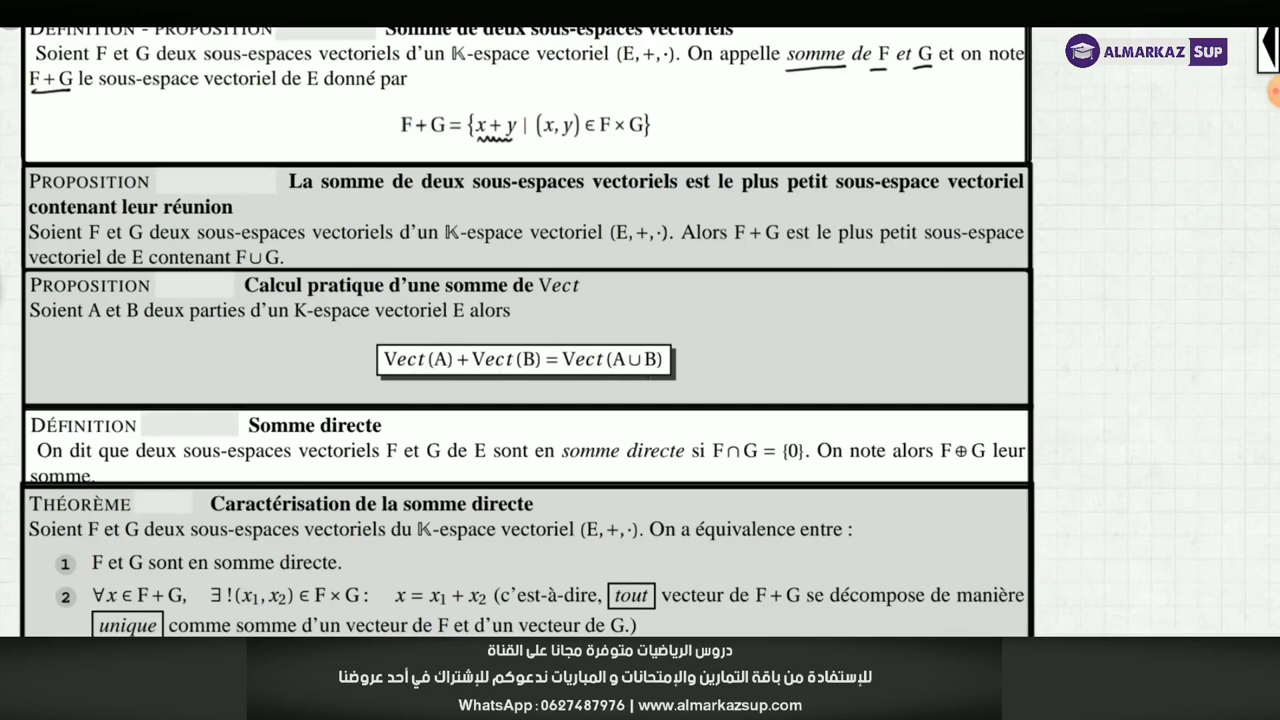 DÉFINITION - PROPOSITION Somme de deux sous-espaces vectoriels
Soient F et G deux sous-espaces vectoriels d'un 𝕂-espace vectoriel (E,+,·). On appelle somme de F et G et on note
F+G le sous-espace vectoriel de E donné par
F+G = {x+y | (x, y) ∈ F×G}
PROPOSITION La somme de deux sous-espaces vectoriels est le plus petit sous-espace vectoriel
contenant leur réunion
Soient F et G deux sous-espaces vectoriels d'un 𝕂-espace vectoriel (E,+,·). Alors F+G est le plus petit sous-espace
vectoriel de E contenant F∪G.
PROPOSITION Calcul pratique d'une somme de Vect
Soient A et B deux parties d'un K-espace vectoriel E alors
Vect(A) + Vect(B) = Vect(A∪B)
DÉFINITION Somme directe
On dit que deux sous-espaces vectoriels F et G de E sont en somme directe si F∩G = {0}. On note alors F⊕G leur
somme.
THÉORÈME Caractérisation de la somme directe
Soient F et G deux sous-espaces vectoriels du 𝕂-espace vectoriel (E,+,·). On a équivalence entre :
1 F et G sont en somme directe.
2 ∀x ∈ F+G, ∃!(x₁, x₂) ∈ F×G : x = x₁ + x₂ (c'est-à-dire, tout vecteur de F+G se décompose de manière
unique comme somme d'un vecteur de F et d'un vecteur de G.)
ALMARKAZ SUP
دروس الرياضيات متوفرة مجانا على القناة
للإستفادة من باقة التمارين والإمتحانات و المباريات ندعوكم للإشتراك في أحد عروضنا
WhatsApp : 0627487976 | www.almarkazsup.com